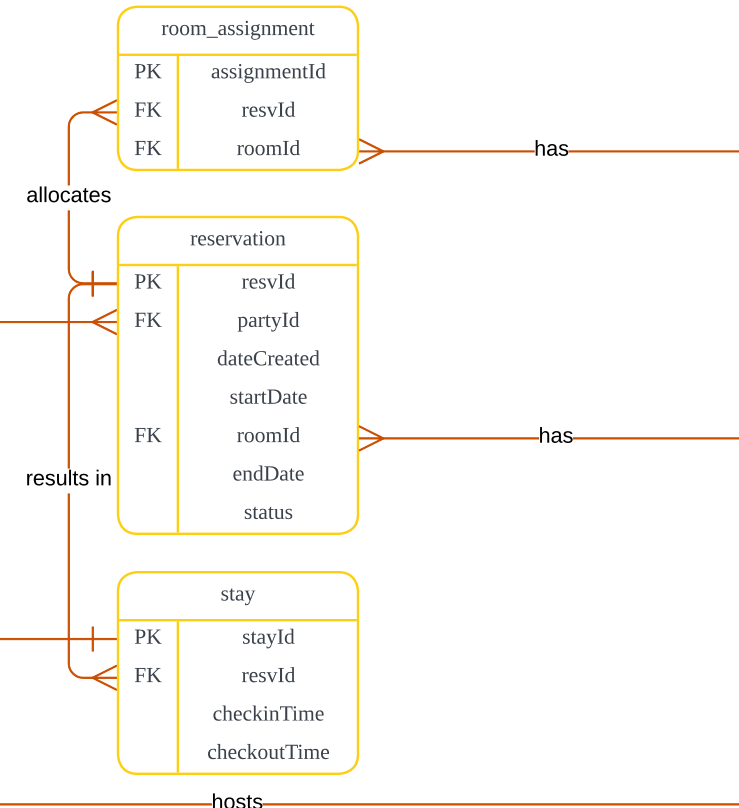 room_assignment
PK assignmentId
FK resvId
FK roomId
has
allocates
reservation
PK resvId
FK partyId
dateCreated
startDate
FK roomId
has
endDate
results in
status
stay
PK stayId
FK resvId
checkinTime
checkoutTime
hosts